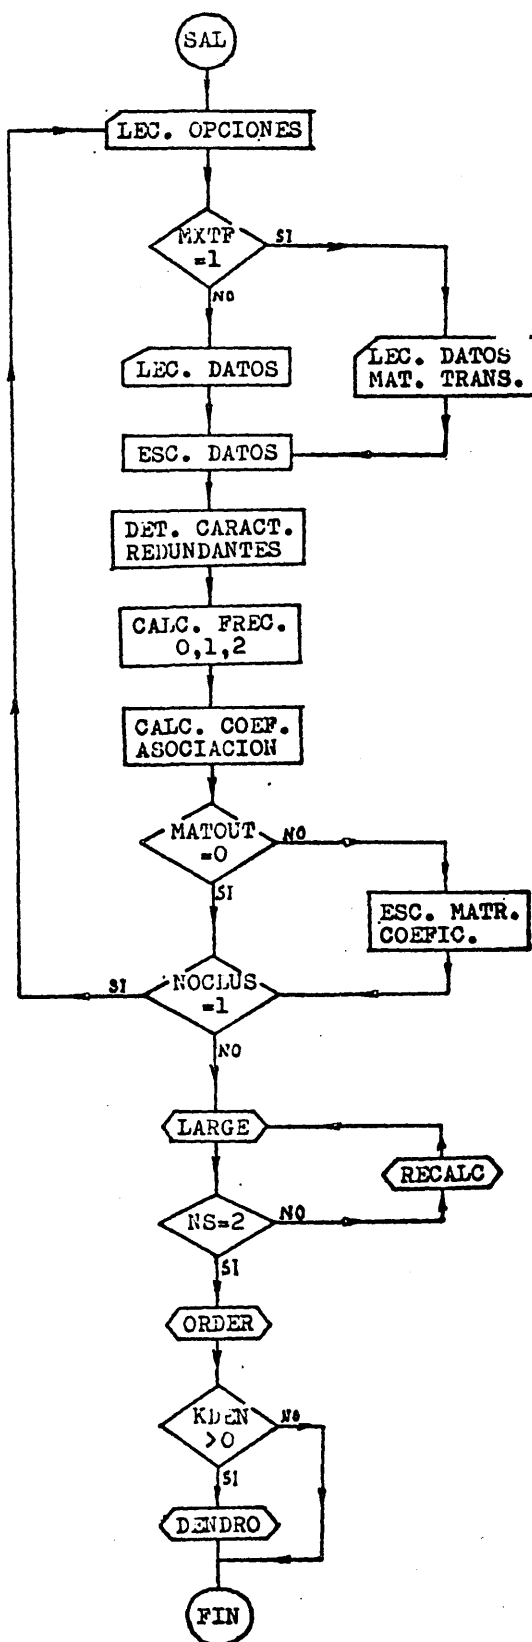 SAL
LEC. OPCIONES
MXTF
=1
SI
NO
LEC. DATOS
LEC. DATOS
MAT. TRANS.
ESC. DATOS
DET. CARACT.
REDUNDANTES
CALC. FREC.
0,1,2
CALC. COEF.
ASOCIACION
MATOUT
=0
NO
SI
ESC. MATR.
COEFIC.
NOCLUS
=1
SI
NO
LARGE
RECALC
NS=2
NO
SI
ORDER
KDEN
>0
NO
SI
DENDRO
FIN